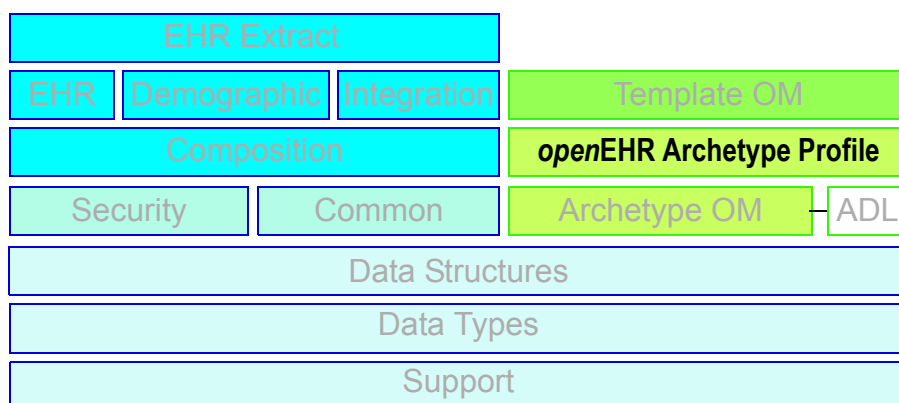 EHR Extract
EHR Demographic Integration Template OM
Composition openEHR Archetype Profile
Security Common Archetype OM ADL
Data Structures
Data Types
Support